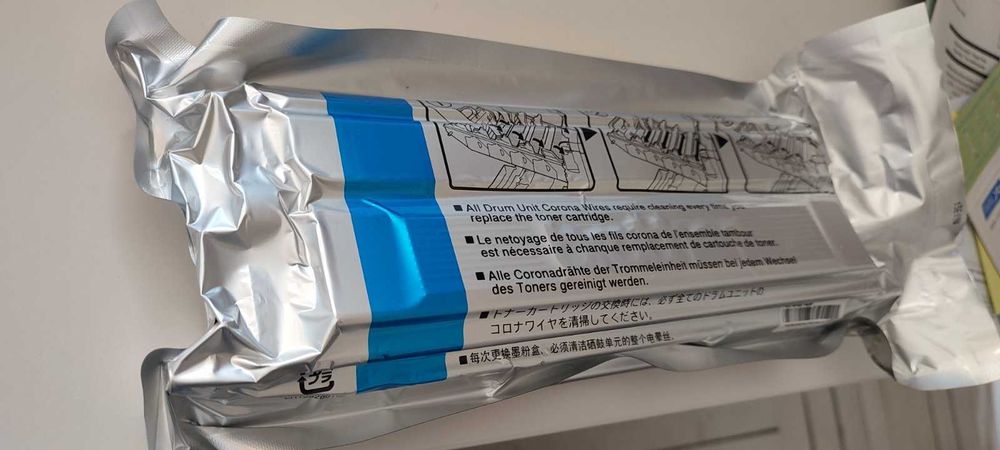 ■ All Drum Unit Corona Wires require cleaning every time you
replace the toner cartridge.
■ Le netoyage de tous les fils corona de l'ensemble tambour
est nécessaire à chanque remplacement de cartouche de toner.
■ Alle Coronadrähte der Trommeleinheit müssen bei jedem Wechsel
des Toners gereinigt werden.
■ トナーカートリッジの交換時には、必ず全てのドラムユニットの
コロナワイヤを清掃してください。
■ 每次更换墨粉盒、必须清洁硒鼓单元的整个电晕丝.
プラ